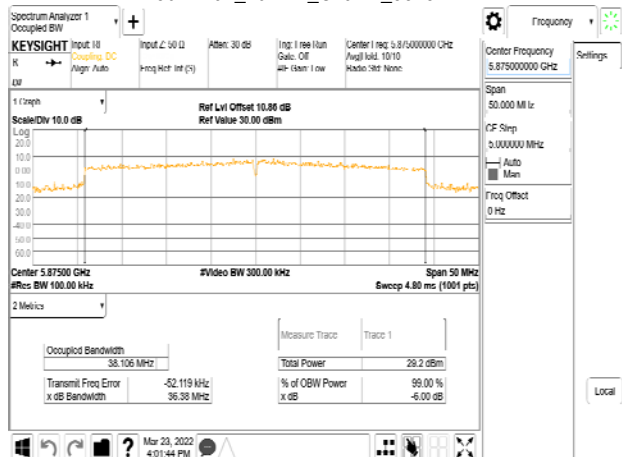 Spectrum Analyzer 1
Occupied BW
+
Frequency
KEYSIGHT
Input: RF
Coupling: DC
Align: Auto
Input Z: 50 Ω
Freq Ref: Int (S)
Atten: 30 dB
Trig: Free Run
Gate: Off
#IF Gain: Low
Center Freq: 5.875000000 GHz
Avg|Hold: 10/10
Radio Std: None
Center Frequency
5.875000000 GHz
Settings
Span
50.000 MHz
CF Step
5.000000 MHz
Auto
Man
Freq Offset
0 Hz
Local
1 Graph
Scale/Div 10.0 dB
Ref Lvl Offset 10.86 dB
Ref Value 30.00 dBm
Log
20.0
10.0
0.00
10.0
20.0
30.0
-40.0
50.0
60.0
Center 5.87500 GHz
#Video BW 300.00 kHz
Span 50 MHz
#Res BW 100.00 kHz
Sweep 4.80 ms (1001 pts)
2 Metrics
Measure Trace
Trace 1
Occupied Bandwidth
38.106 MHz
Total Power
29.2 dBm
Transmit Freq Error
-52.119 kHz
% of OBW Power
99.00 %
x dB Bandwidth
36.38 MHz
x dB
-6.00 dB
?
Mar 23, 2022
4:01:44 PM